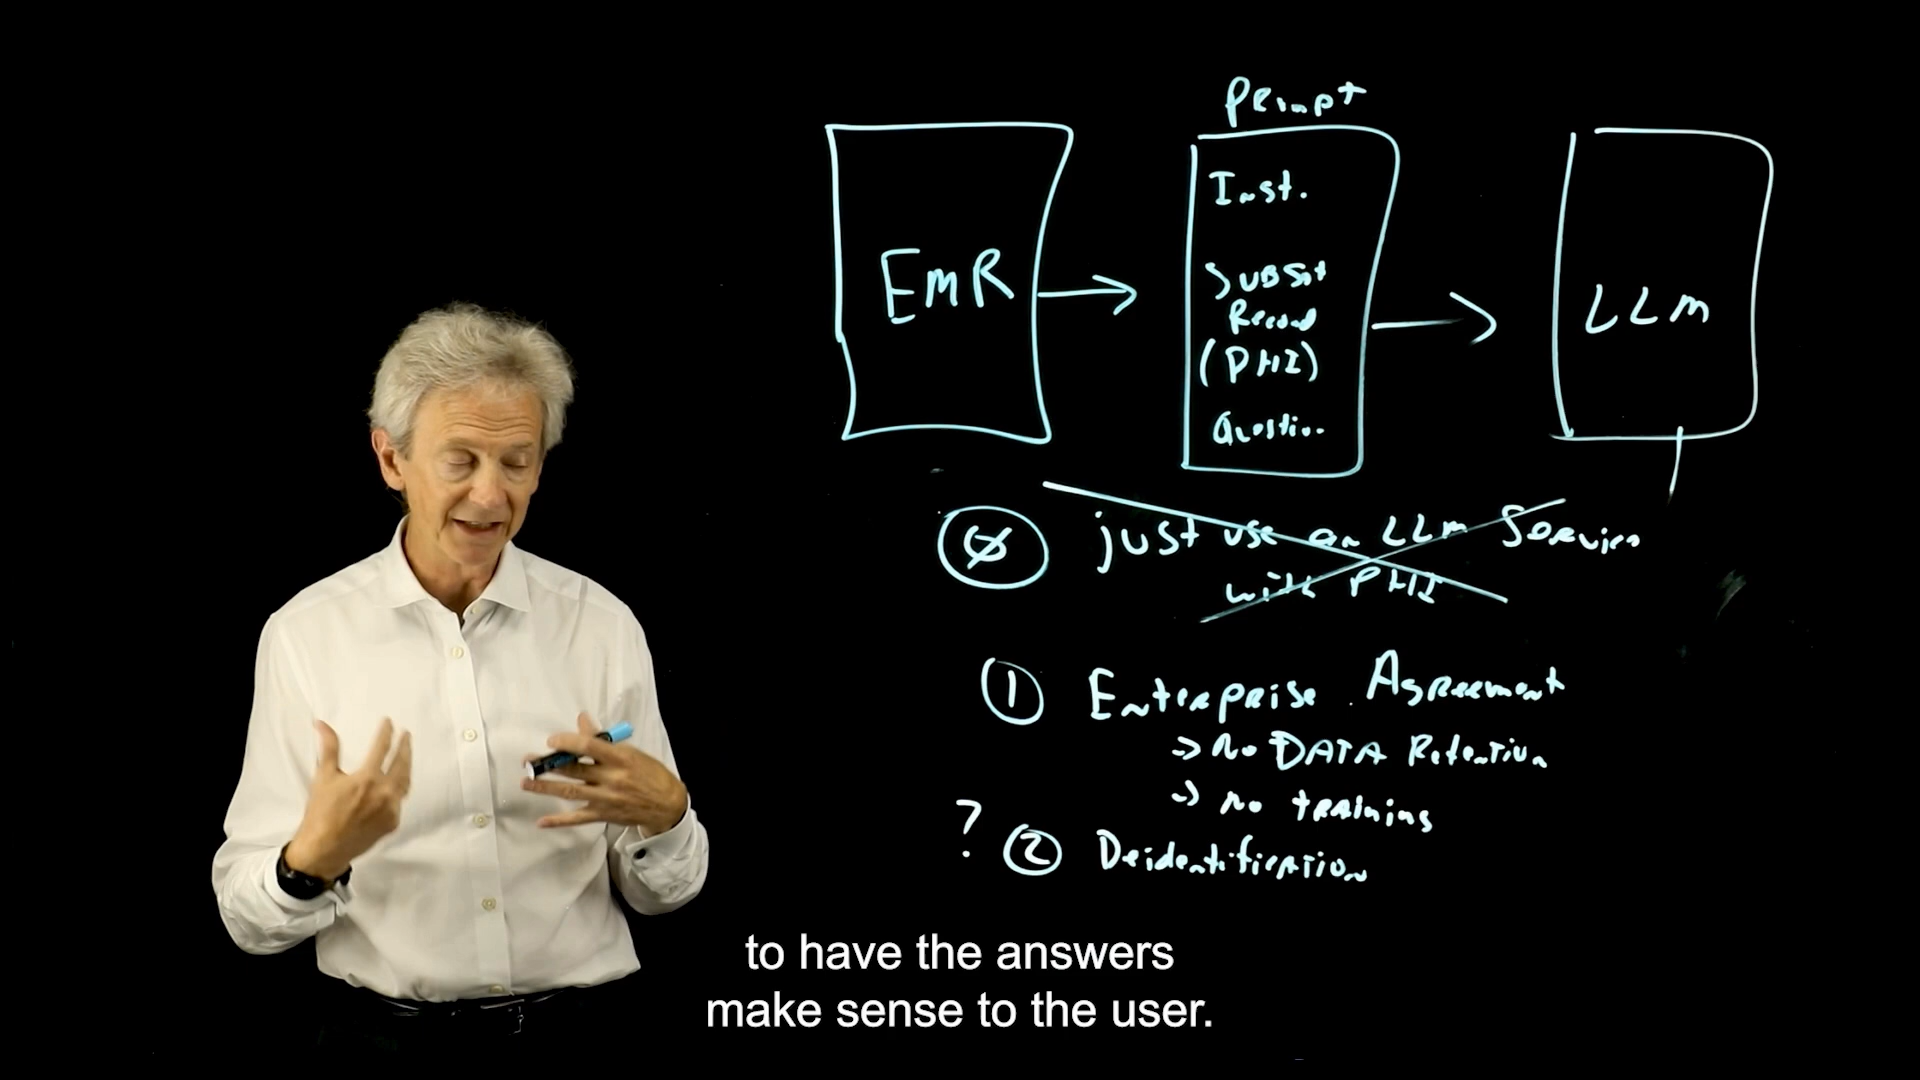 Prompt
EMR
Inst.
Subset
Record
(PHI)
Question
LLM
0 just use an LLM Service
with PHI
1 Enterprise Agreement
→ no DATA Retention
→ no training
? 2 Deidentification
to have the answers
make sense to the user.